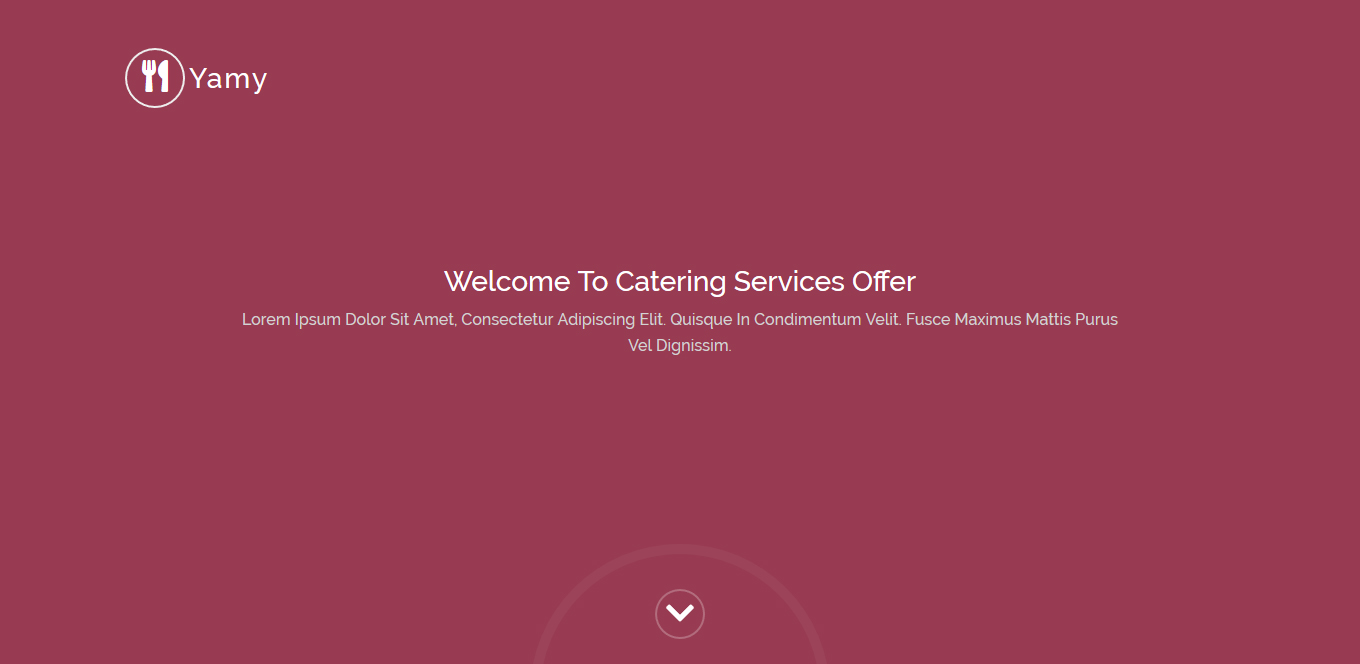 Yamy
Welcome To Catering Services Offer
Lorem Ipsum Dolor Sit Amet, Consectetur Adipiscing Elit. Quisque In Condimentum Velit. Fusce Maximus Mattis Purus
Vel Dignissim.